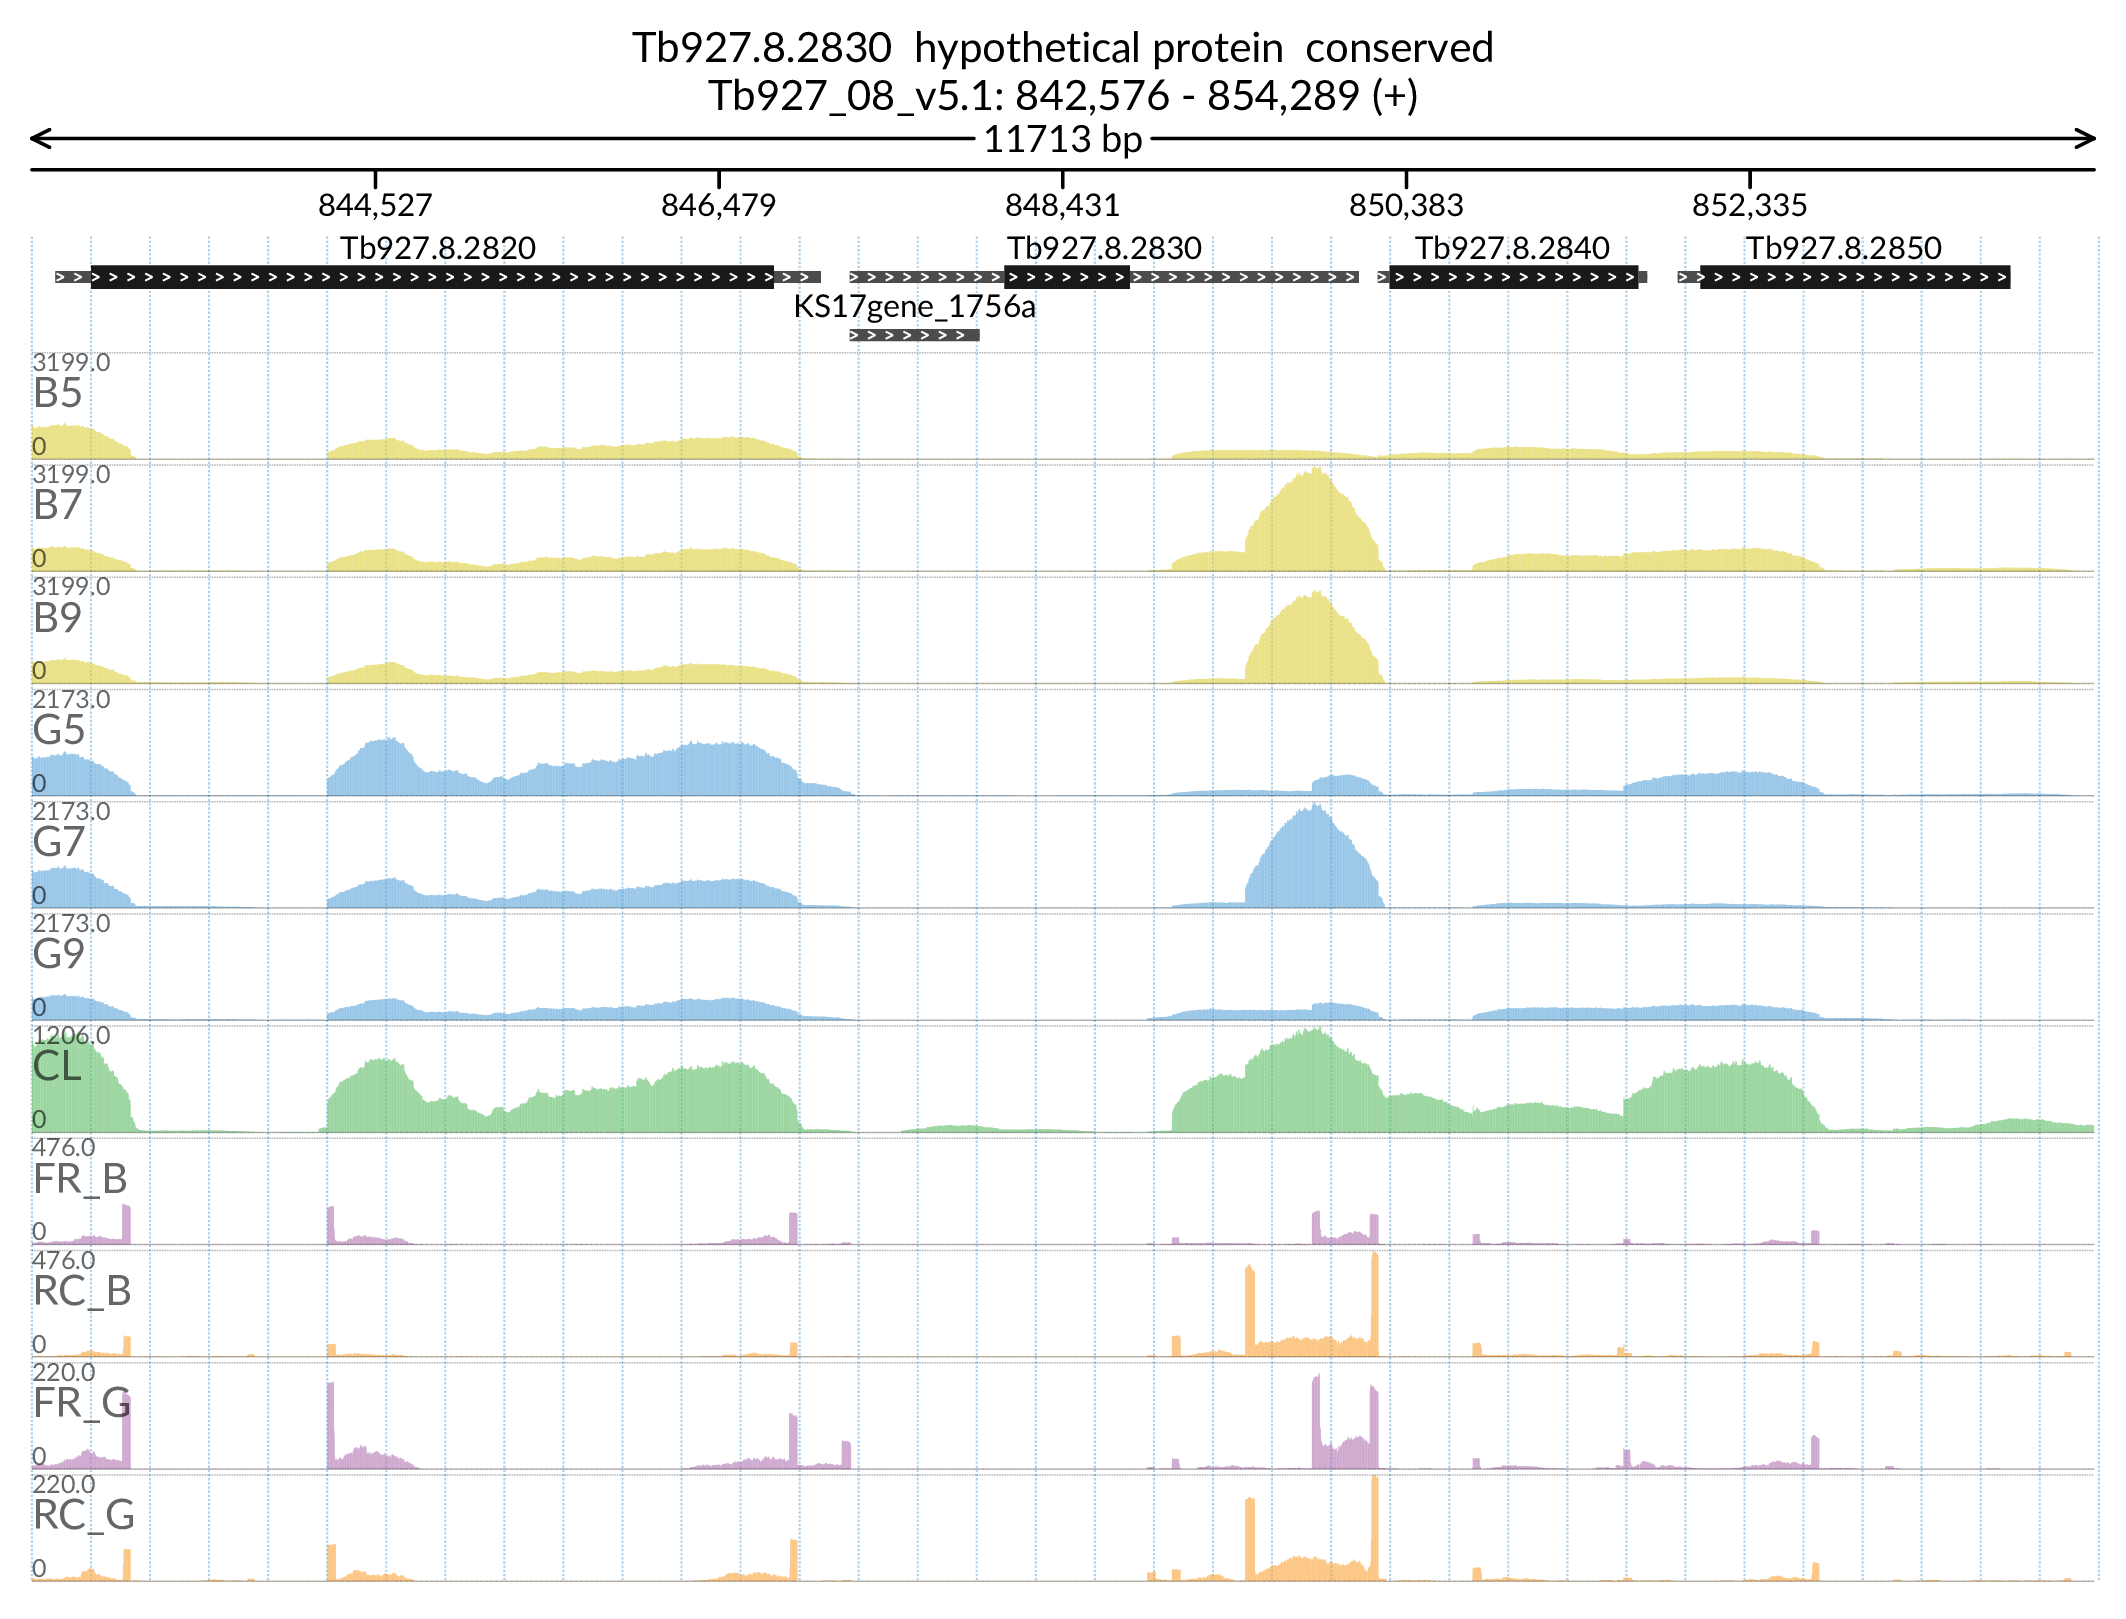 Tb927.8.2830 hypothetical protein conserved
Tb927_08_v5.1: 842,576 - 854,289 (+)
11713 bp
844,527 846,479 848,431 850,383 852,335
Tb927.8.2820 Tb927.8.2830 Tb927.8.2840 Tb927.8.2850
KS17gene_1756a
3199.0
B5
0
3199.0
B7
0
3199.0
B9
0
2173.0
G5
0
2173.0
G7
0
2173.0
G9
0
1206.0
CL
0
476.0
FR_B
0
476.0
RC_B
0
220.0
FR_G
0
220.0
RC_G
0